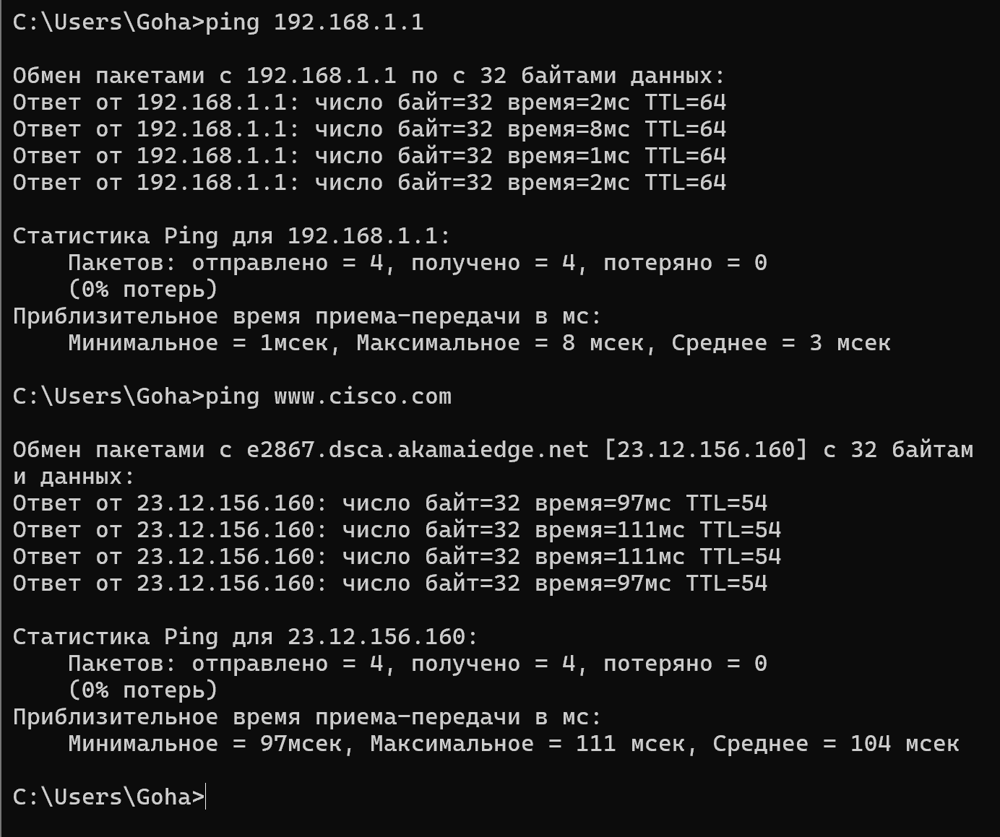 C:\Users\Goha>ping 192.168.1.1
Обмен пакетами с 192.168.1.1 по с 32 байтами данных:
Ответ от 192.168.1.1: число байт=32 время=2мс TTL=64
Ответ от 192.168.1.1: число байт=32 время=8мс TTL=64
Ответ от 192.168.1.1: число байт=32 время=1мс TTL=64
Ответ от 192.168.1.1: число байт=32 время=2мс TTL=64
Статистика Ping для 192.168.1.1:
Пакетов: отправлено = 4, получено = 4, потеряно = 0
(0% потерь)
Приблизительное время приема-передачи в мс:
Минимальное = 1мсек, Максимальное = 8 мсек, Среднее = 3 мсек
C:\Users\Goha>ping www.cisco.com
Обмен пакетами с e2867.dsca.akamaiedge.net [23.12.156.160] с 32 байтам
и данных:
Ответ от 23.12.156.160: число байт=32 время=97мс TTL=54
Ответ от 23.12.156.160: число байт=32 время=111мс TTL=54
Ответ от 23.12.156.160: число байт=32 время=111мс TTL=54
Ответ от 23.12.156.160: число байт=32 время=97мс TTL=54
Статистика Ping для 23.12.156.160:
Пакетов: отправлено = 4, получено = 4, потеряно = 0
(0% потерь)
Приблизительное время приема-передачи в мс:
Минимальное = 97мсек, Максимальное = 111 мсек, Среднее = 104 мсек
C:\Users\Goha>